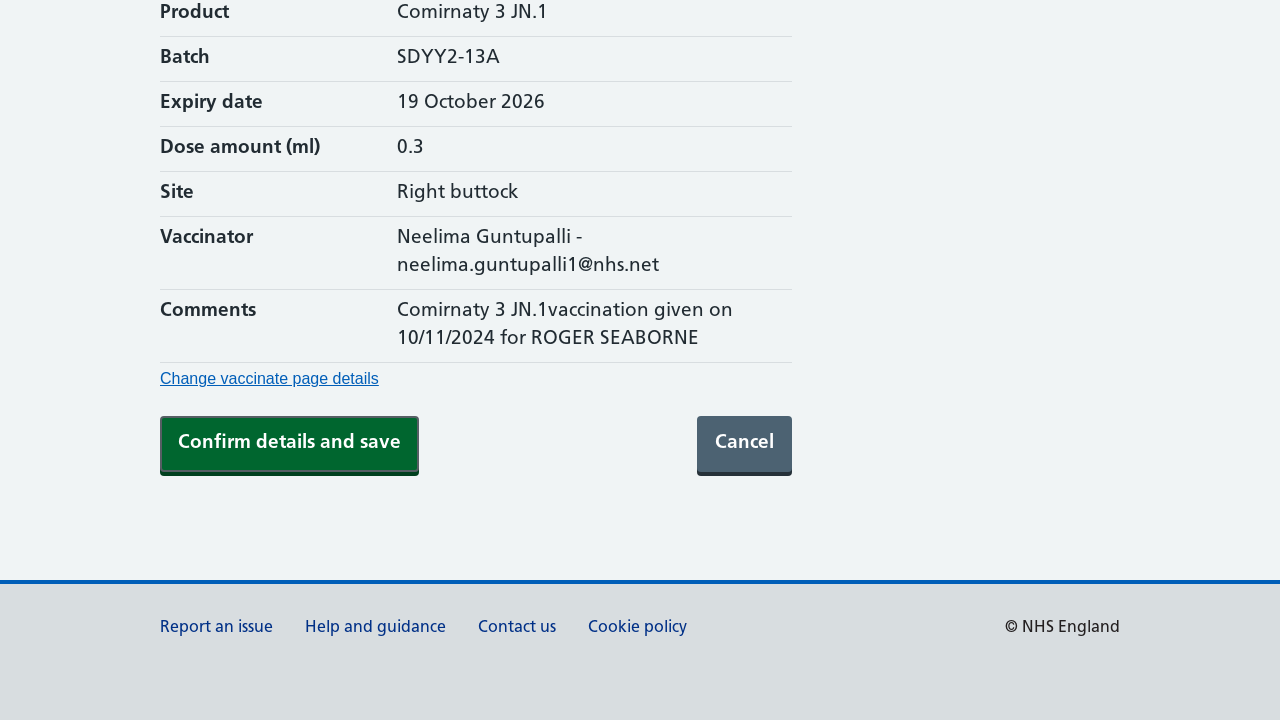 Product Comirnaty 3 JN.1
Batch SDYY2-13A
Expiry date 19 October 2026
Dose amount (ml) 0.3
Site Right buttock
Vaccinator Neelima Guntupalli -
neelima.guntupalli1@nhs.net
Comments Comirnaty 3 JN.1vaccination given on
10/11/2024 for ROGER SEABORNE
Change vaccinate page details
Confirm details and save Cancel
Report an issue Help and guidance Contact us Cookie policy © NHS England